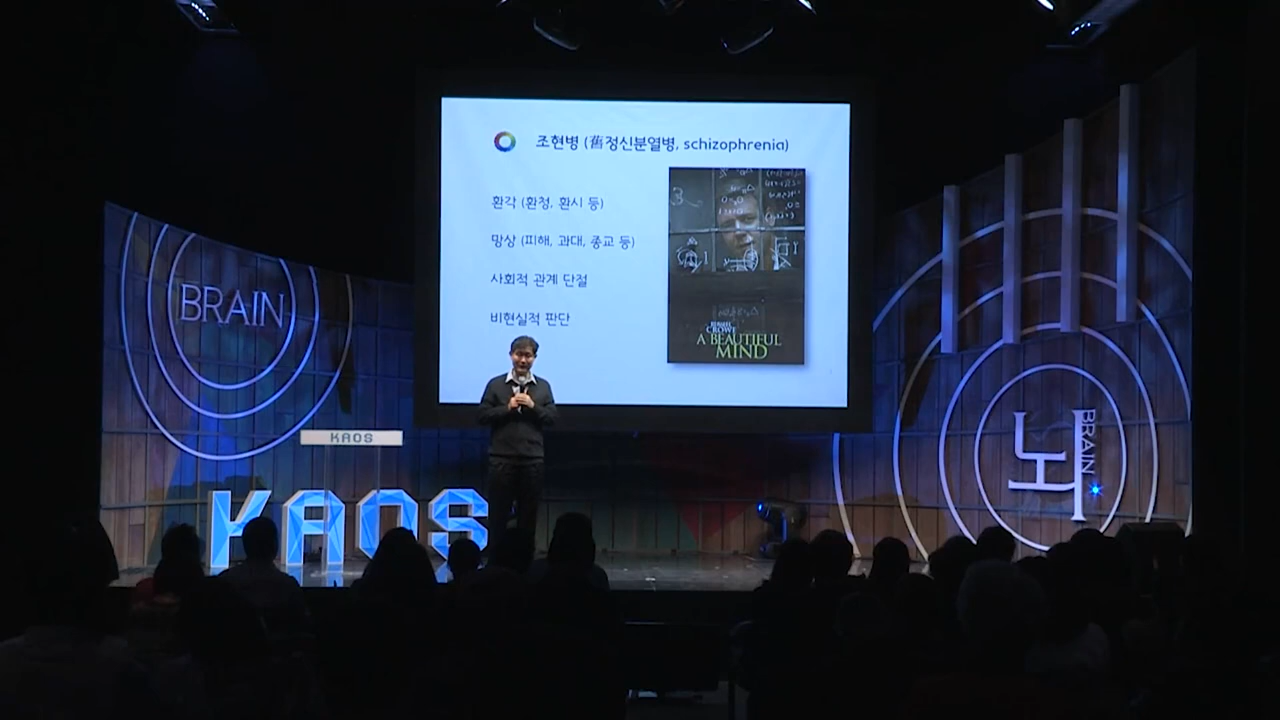 조현병 (舊정신분열병, schizophrenia)
환각 (환청, 환시 등)
망상 (피해, 과대, 종교 등)
사회적 관계 단절
비현실적 판단
CROWE
A BEAUTIFUL
MIND
BRAIN
KAOS
KAOS
뇌
BRAIN